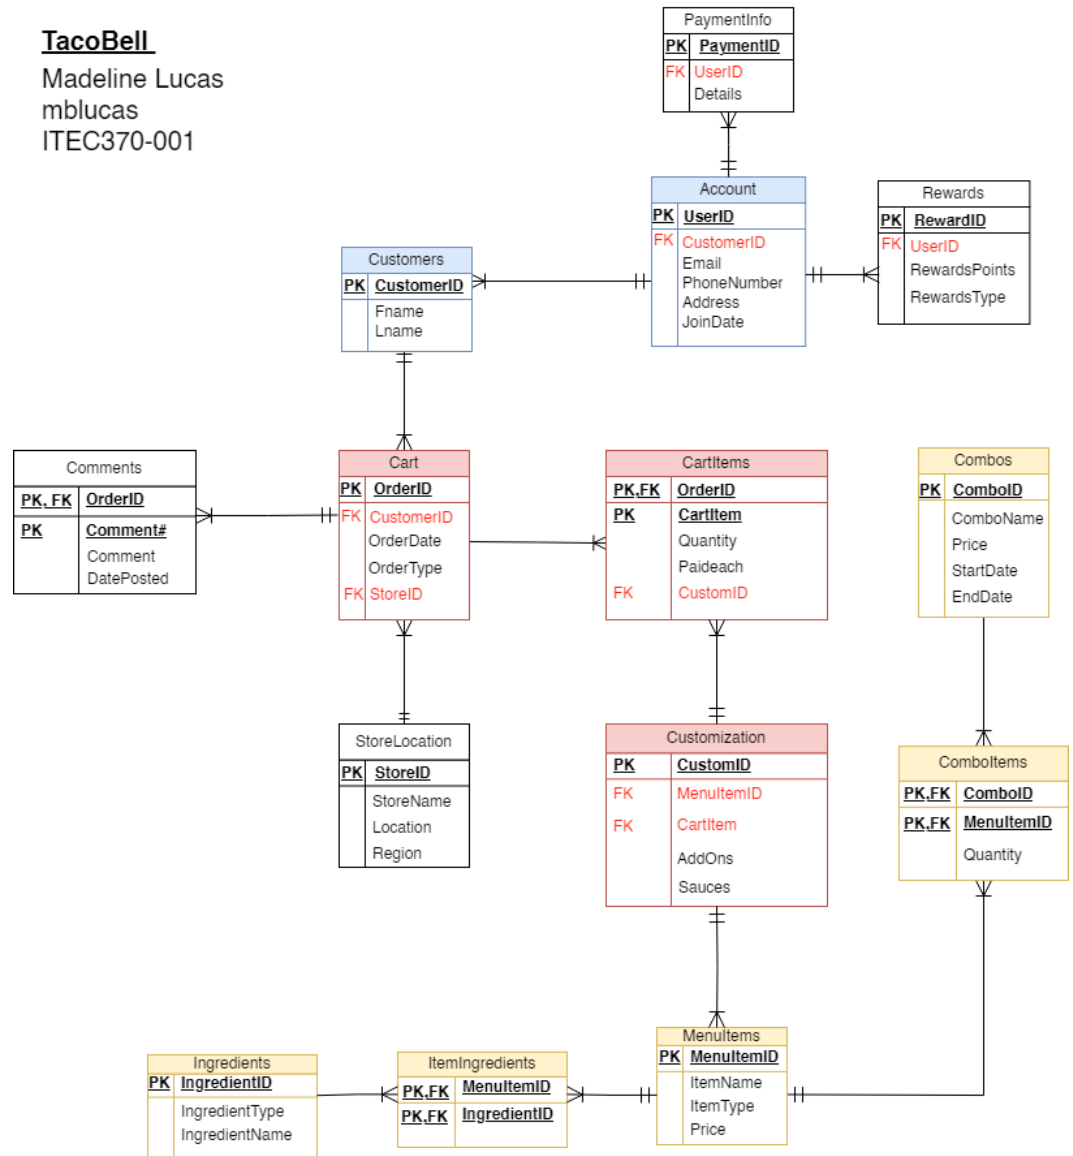 TacoBell
Madeline Lucas
mblucas
ITEC370-001
PaymentInfo
PK PaymentID
FK UserID
Details
Account
PK UserID
FK CustomerID
Email
PhoneNumber
Address
JoinDate
Rewards
PK RewardID
FK UserID
RewardsPoints
RewardsType
Customers
PK CustomerID
Fname
Lname
Comments
PK, FK OrderID
PK Comment#
Comment
DatePosted
Cart
PK OrderID
FK CustomerID
OrderDate
OrderType
FK StoreID
CartItems
PK,FK OrderID
PK CartItem
Quantity
Paideach
FK CustomID
Combos
PK ComboID
ComboName
Price
StartDate
EndDate
StoreLocation
PK StoreID
StoreName
Location
Region
Customization
PK CustomID
FK MenuItemID
FK CartItem
AddOns
Sauces
ComboItems
PK,FK ComboID
PK,FK MenuItemID
Quantity
Ingredients
PK IngredientID
IngredientType
IngredientName
ItemIngredients
PK,FK MenuItemID
PK,FK IngredientID
MenuItems
PK MenuItemID
ItemName
ItemType
Price